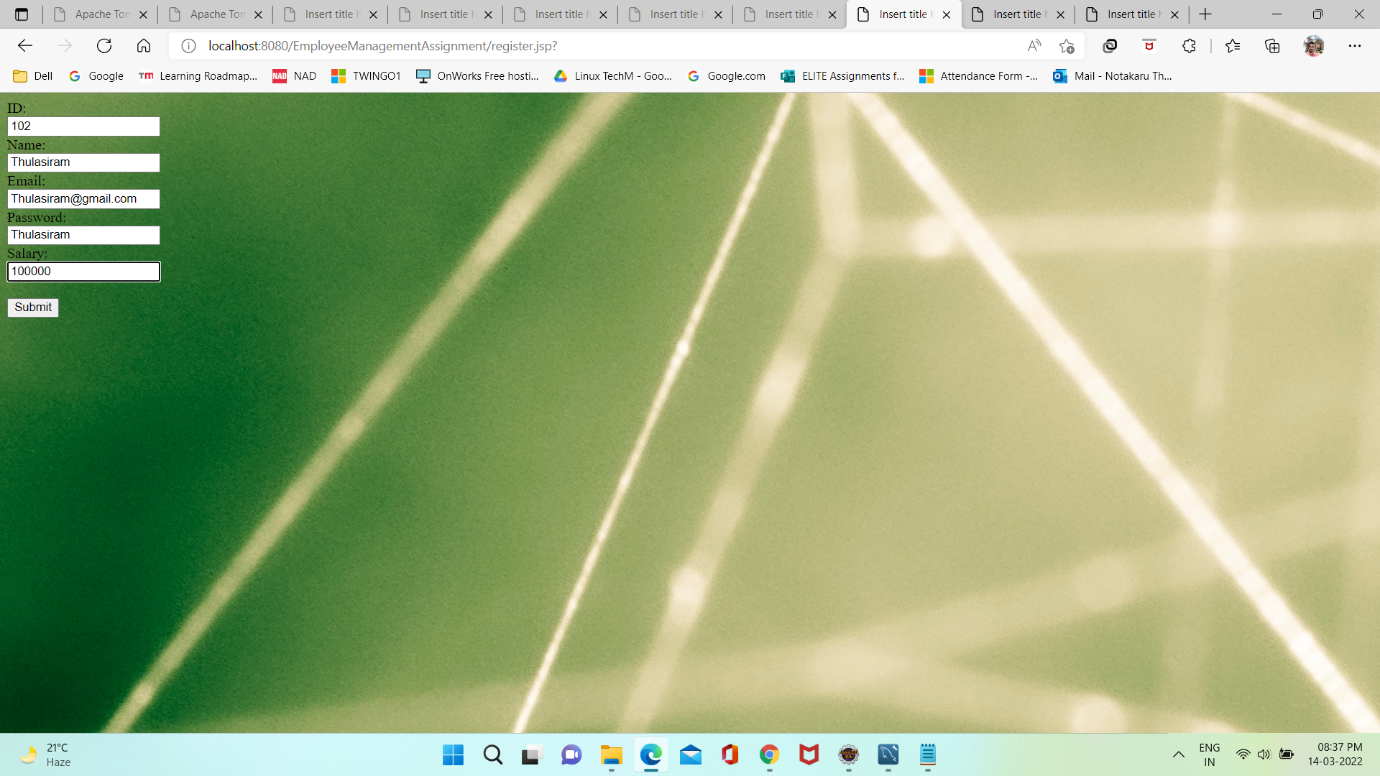 Apache Tom Apache Tom Insert title h Insert title h Insert title h Insert title h Insert title h Insert title h Insert title h Insert title h
localhost:8080/EmployeeManagementAssignment/register.jsp?
Dell Google TM Learning Roadmap... NAD NAD TWINGO1 OnWorks Free hosti... Linux TechM - Goo... Google.com ELITE Assignments f... Attendance Form -... Mail - Notakaru Th...
ID:
102
Name:
Thulasiram
Email:
Thulasiram@gmail.com
Password:
Thulasiram
Salary:
100000
Submit
21°C
Haze
ENG
IN
08:37 PM
14-03-2022